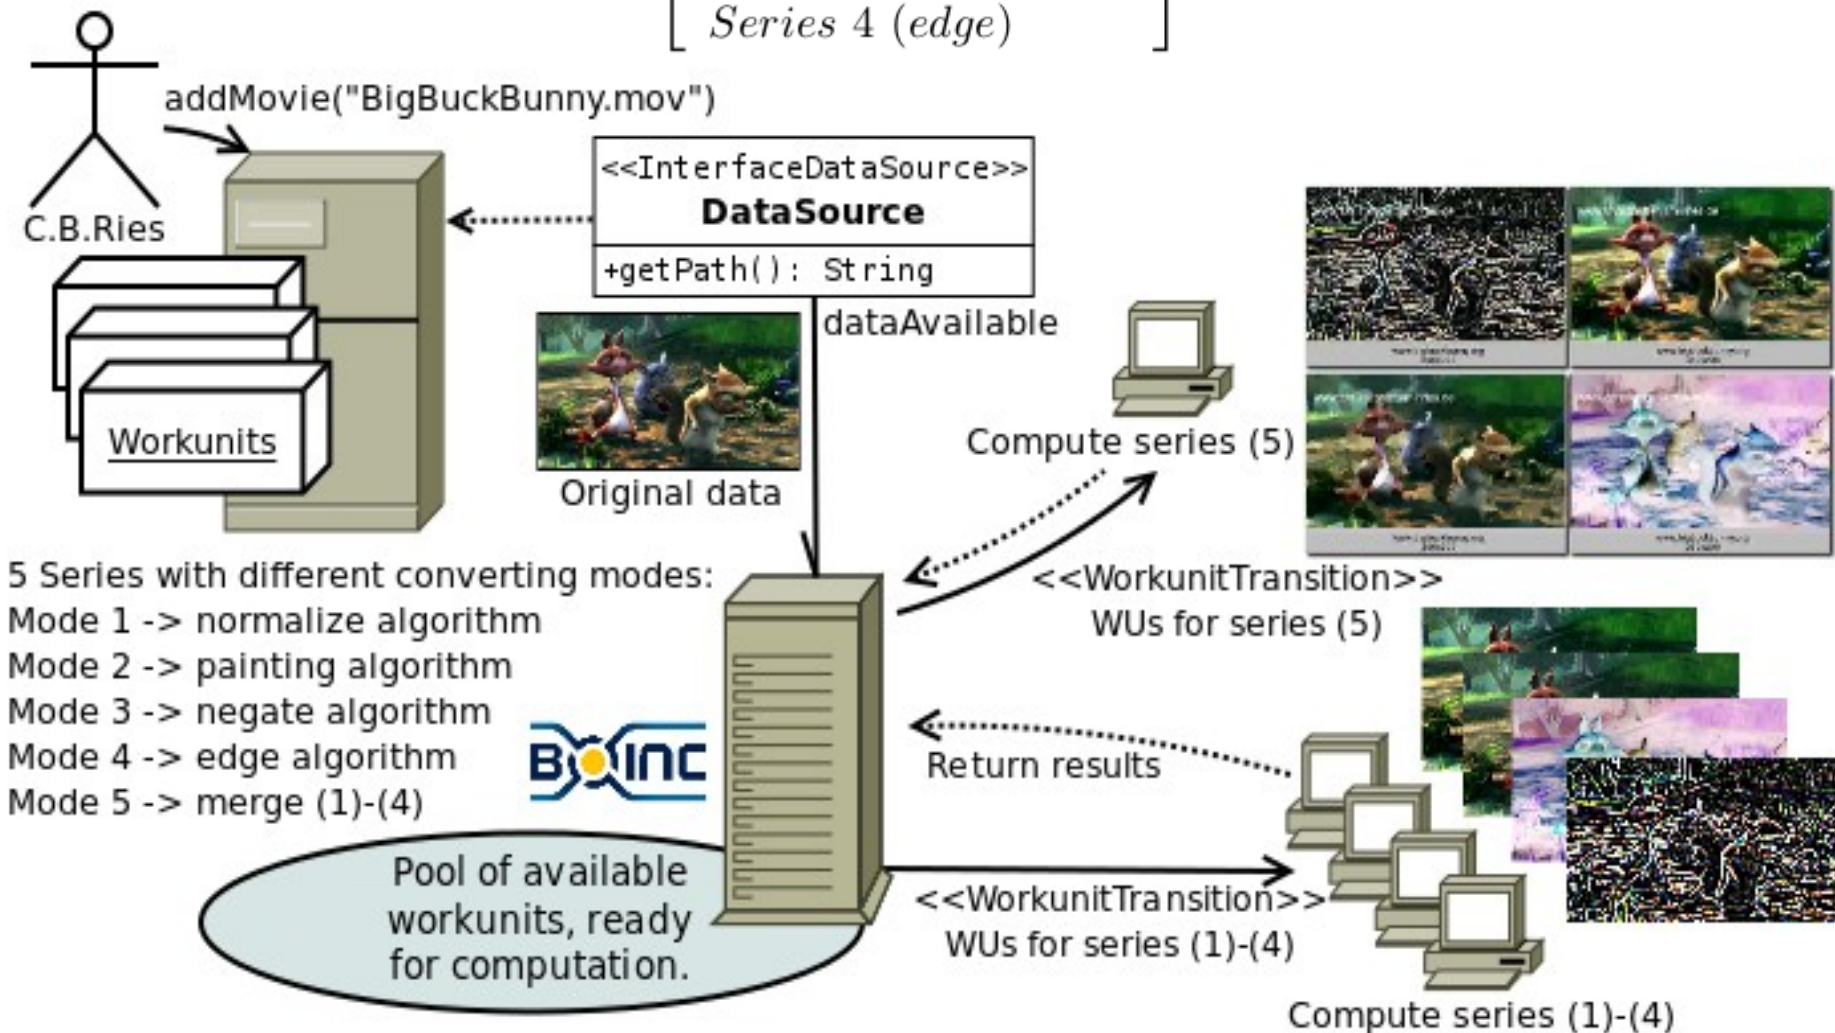 Series 4 (edge)
addMovie("BigBuckBunny.mov")
C.B.Ries
Workunits
<<InterfaceDataSource>>
DataSource
+getPath(): String
dataAvailable
Original data
Compute series (5)
<<WorkunitTransition>>
WUs for series (5)
5 Series with different converting modes:
Mode 1 -> normalize algorithm
Mode 2 -> painting algorithm
Mode 3 -> negate algorithm
Mode 4 -> edge algorithm
Mode 5 -> merge (1)-(4)
BOINC
Return results
Pool of available
workunits, ready
for computation.
<<WorkunitTransition>>
WUs for series (1)-(4)
Compute series (1)-(4)